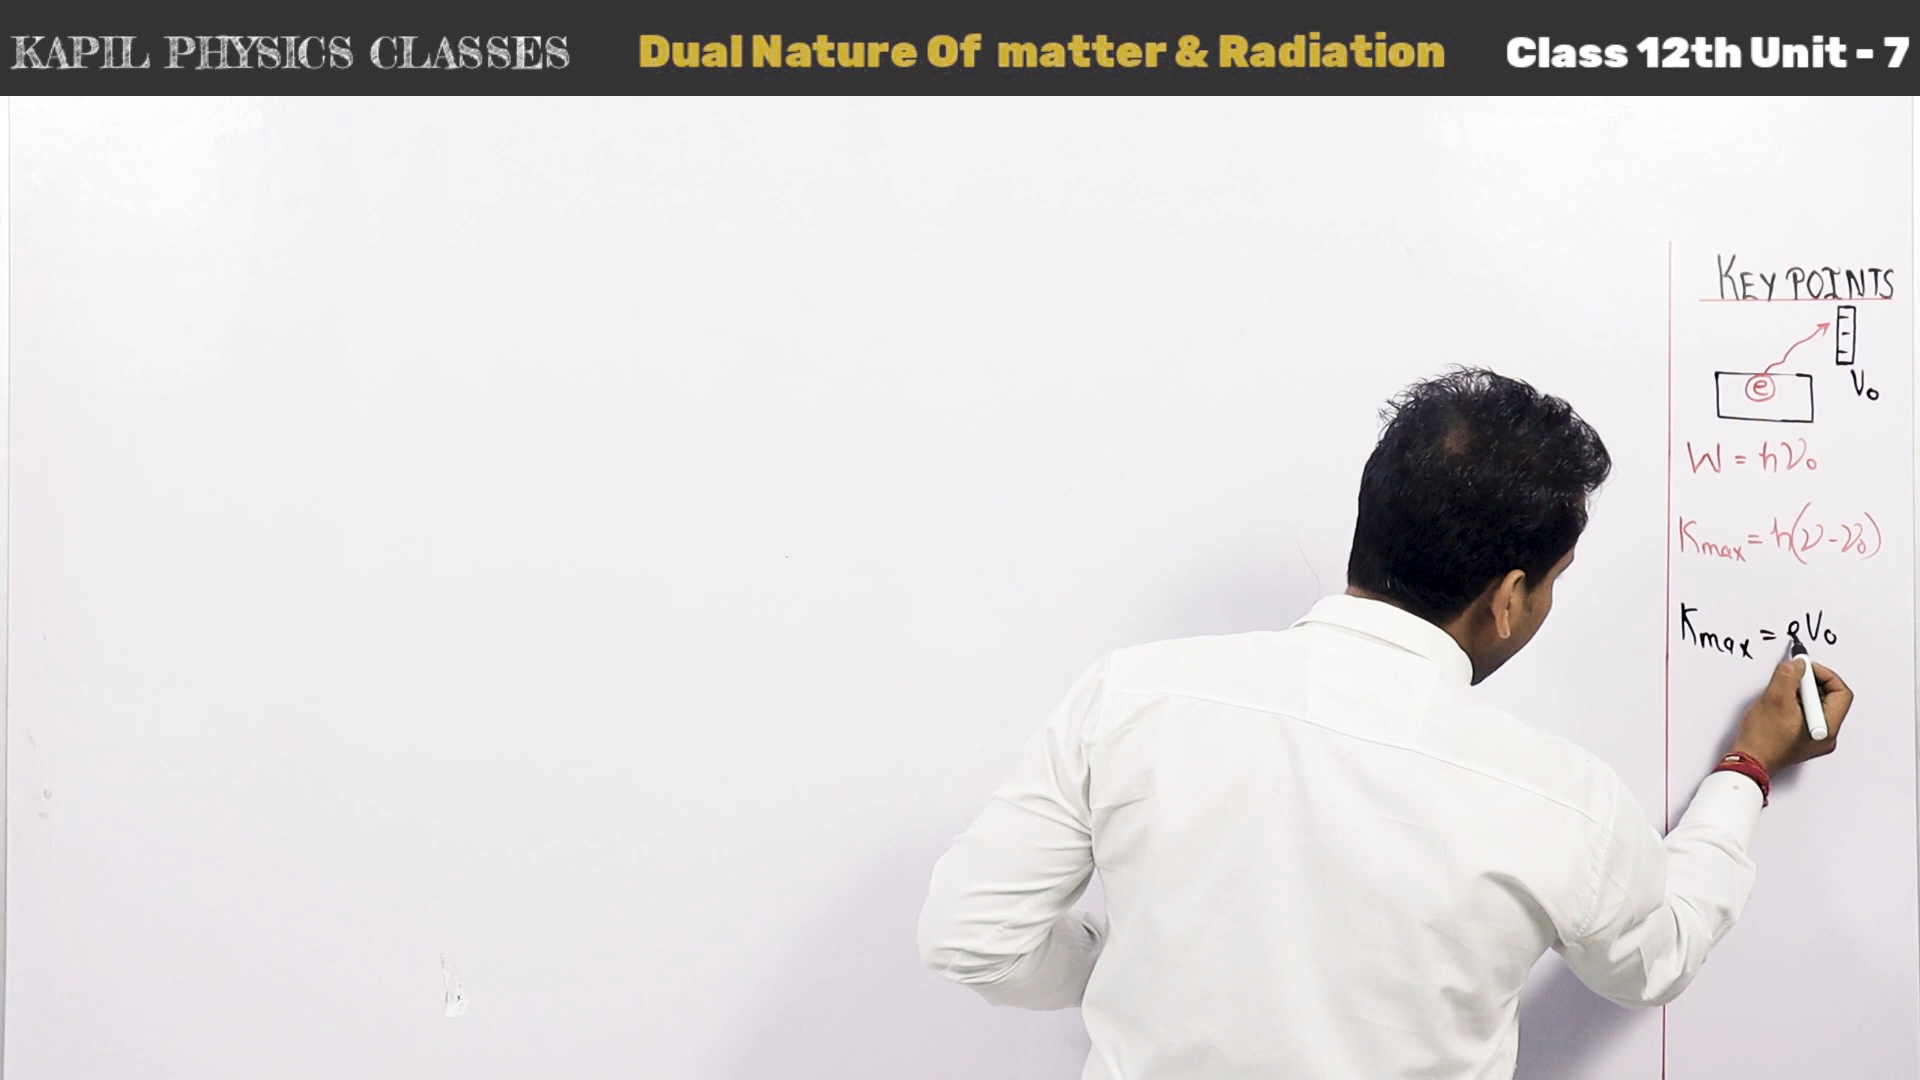 KAPIL PHYSICS CLASSES Dual Nature Of matter & Radiation Class 12th Unit - 7
KEY POINTS
e
V₀
W = hν₀
Kmax = h(ν-ν₀)
Kmax = eV₀